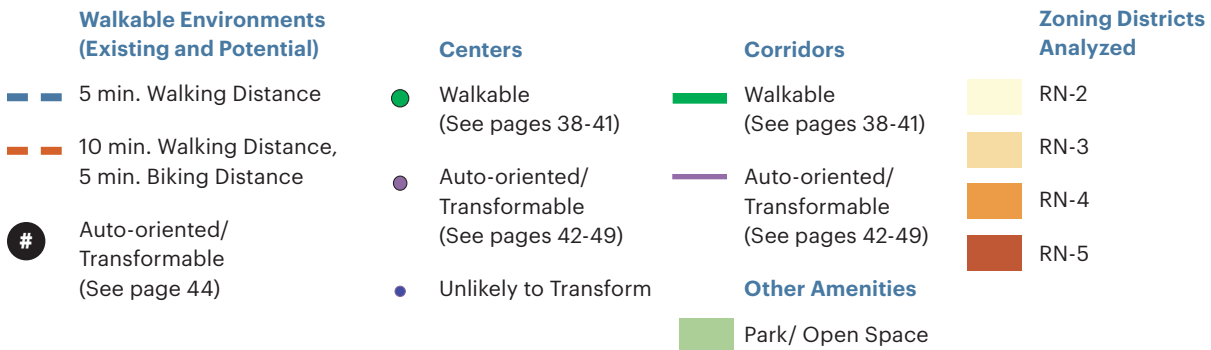 Walkable Environments
(Existing and Potential)
5 min. Walking Distance
10 min. Walking Distance,
5 min. Biking Distance
#
Auto-oriented/
Transformable
(See page 44)
Centers
Walkable
(See pages 38-41)
Auto-oriented/
Transformable
(See pages 42-49)
Unlikely to Transform
Corridors
Walkable
(See pages 38-41)
Auto-oriented/
Transformable
(See pages 42-49)
Other Amenities
Park/ Open Space
Zoning Districts
Analyzed
RN-2
RN-3
RN-4
RN-5